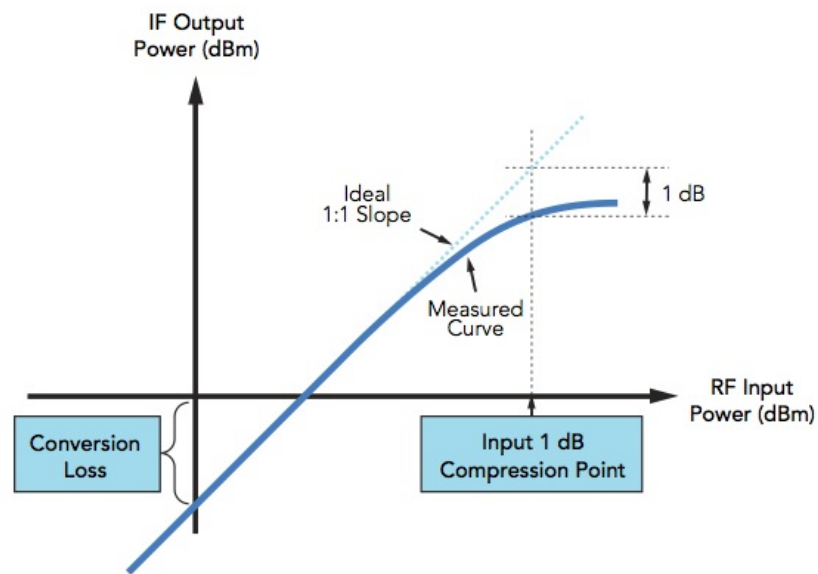 IF Output
Power (dBm)
Ideal
1:1 Slope
1 dB
Measured
Curve
RF Input
Power (dBm)
Conversion
Loss
Input 1 dB
Compression Point